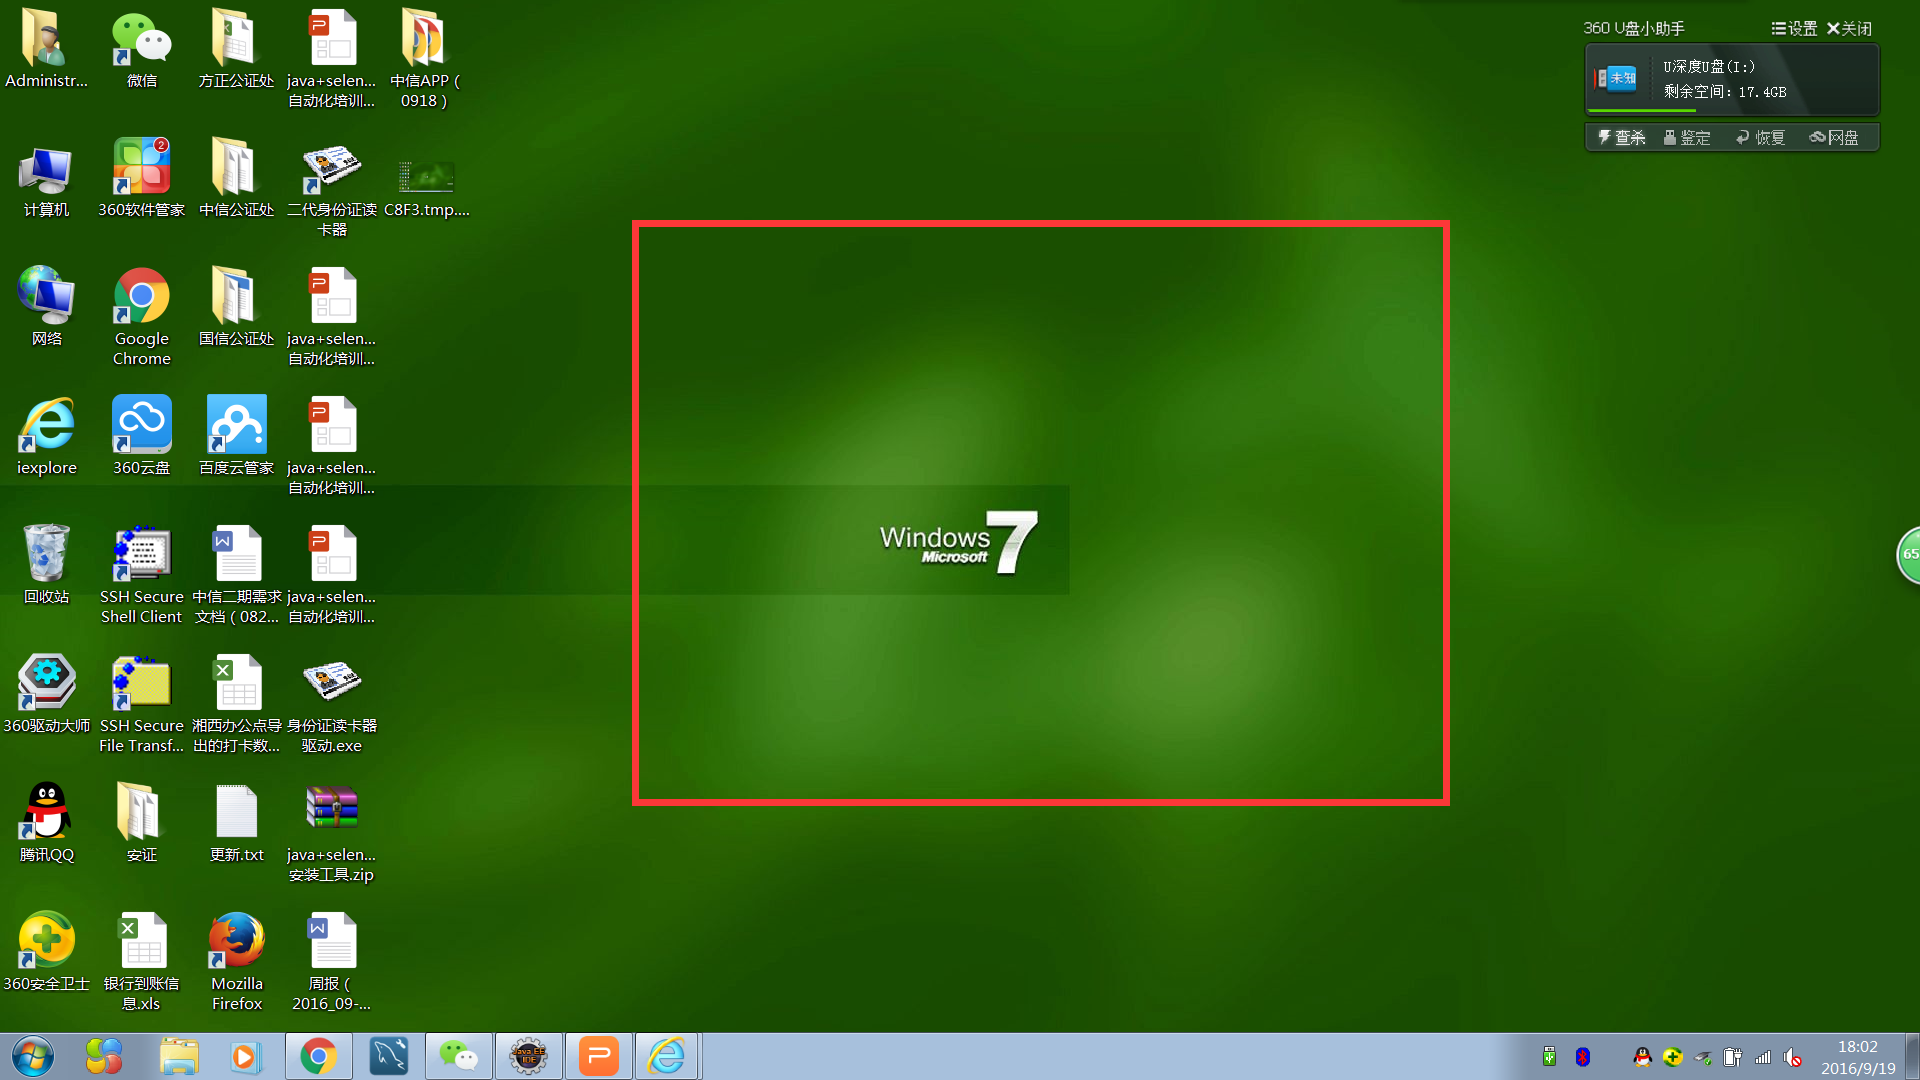 Administr...
微信
方正公证处
java+selen...
自动化培训...
中信APP（
0918）
计算机
2
360软件管家
中信公证处
二代身份证读
卡器
C8F3.tmp....
网络
Google
Chrome
国信公证处
java+selen...
自动化培训...
iexplore
360云盘
百度云管家
java+selen...
自动化培训...
回收站
SSH Secure
Shell Client
中信二期需求
文档（082...
java+selen...
自动化培训...
360驱动大师
SSH Secure
File Transf...
湘西办公点导
出的打卡数...
身份证读卡器
驱动.exe
腾讯QQ
安证
更新.txt
java+selen...
安装工具.zip
360安全卫士
银行到账信
息.xls
Mozilla
Firefox
周报（
2016_09-...
Windows 7
Microsoft
360 U盘小助手
设置
关闭
未知
U深度U盘(I:)
剩余空间：17.4GB
查杀
鉴定
恢复
网盘
65
Java EE
IDE
18:02
2016/9/19